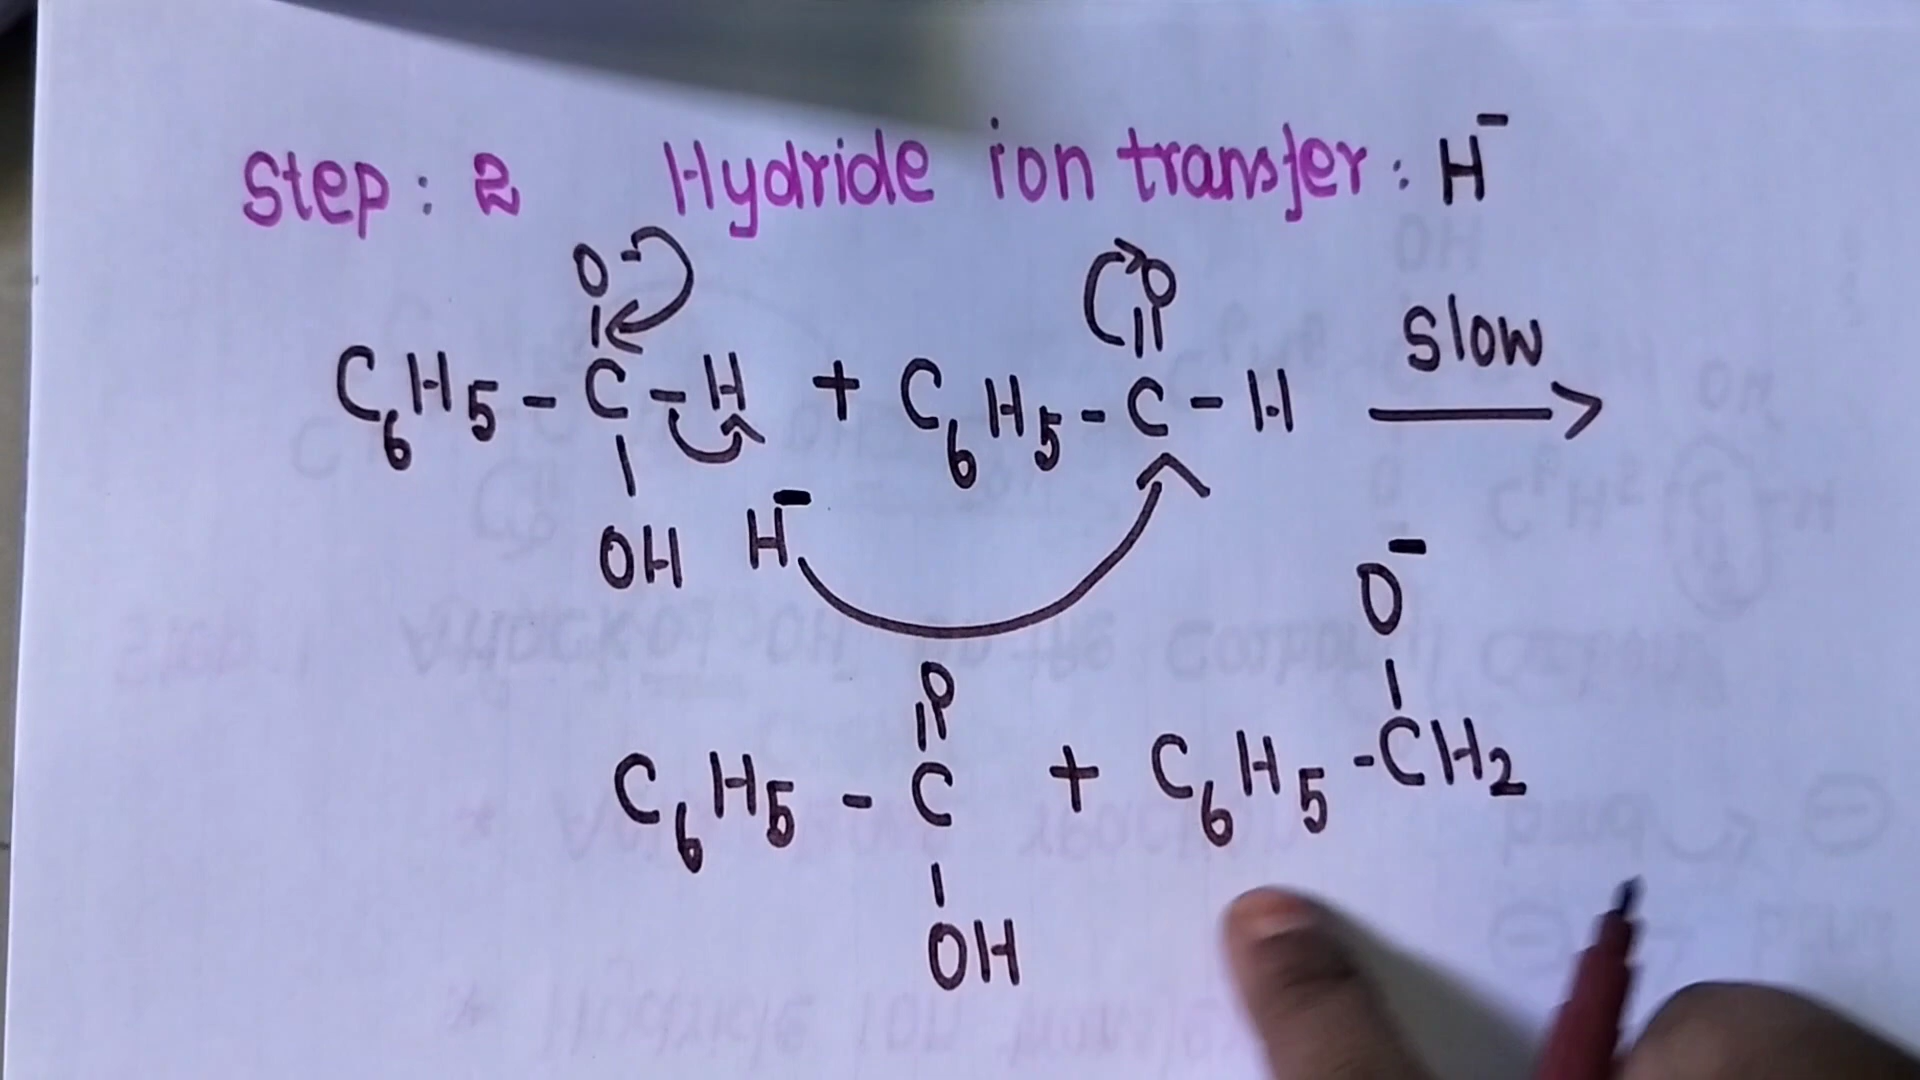 Step: 2 Hydride ion transfer: H⁻
O⁻ O
C6H5-C-H + C6H5-C-H slow
OH H⁻
O O⁻
C6H5-C + C6H5-CH2
OH